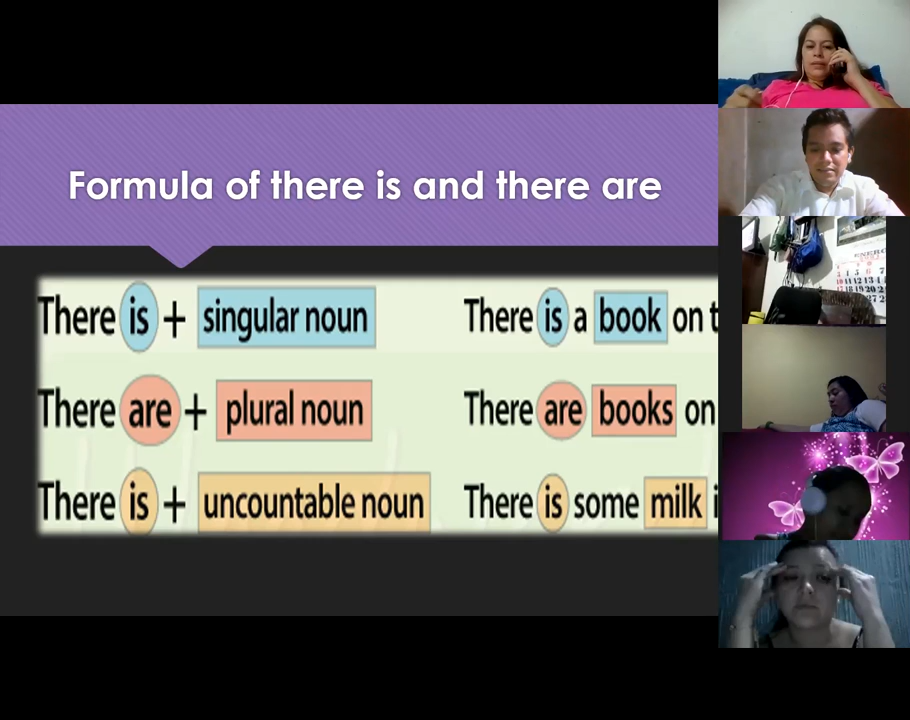 Formula of there is and there are
There is + singular noun
There is a book on t
There are + plural noun
There are books on
There is + uncountable noun
There is some milk i
ENERO